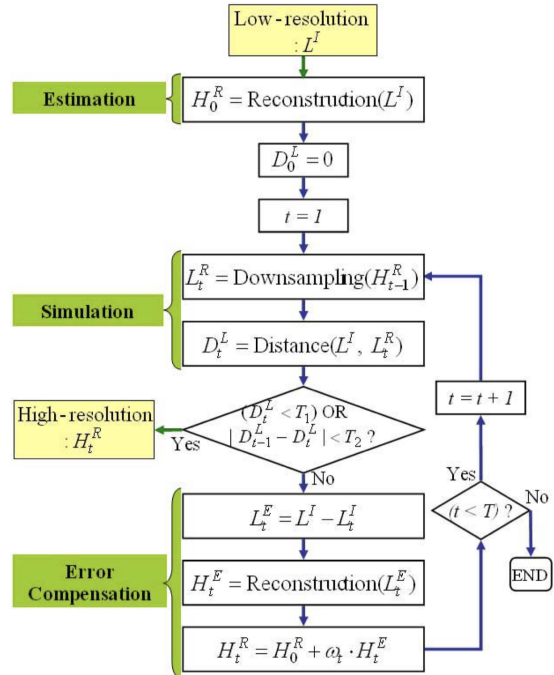 Low-resolution
: L^I
Estimation
H_0^R = Reconstruction(L^I)
D_0^L = 0
t = 1
Simulation
L_t^R = Downsampling(H_{t-1}^R)
D_t^L = Distance(L^I, L_t^R)
(D_t^L < T_1) OR
| D_{t-1}^L - D_t^L | < T_2 ?
Yes
High-resolution
: H_t^R
No
Error
Compensation
L_t^E = L^I - L_t^I
H_t^E = Reconstruction(L_t^E)
H_t^R = H_0^R + ω_t · H_t^E
t = t + 1
Yes
(t < T) ?
No
END